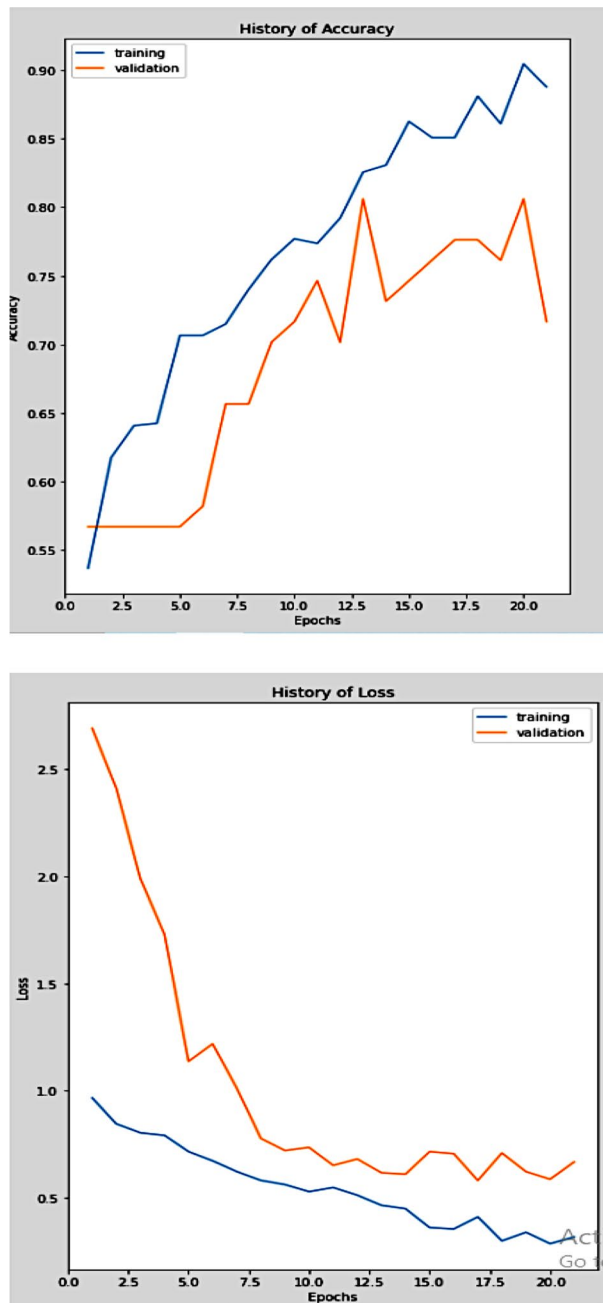 History of Accuracy
training
validation
0.90
0.85
0.80
0.75
0.70
0.65
0.60
0.55
Accuracy
0.0 2.5 5.0 7.5 10.0 12.5 15.0 17.5 20.0
Epochs
History of Loss
training
validation
2.5
2.0
1.5
1.0
0.5
Loss
0.0 2.5 5.0 7.5 10.0 12.5 15.0 17.5 20.0
Epochs
Act
Go to